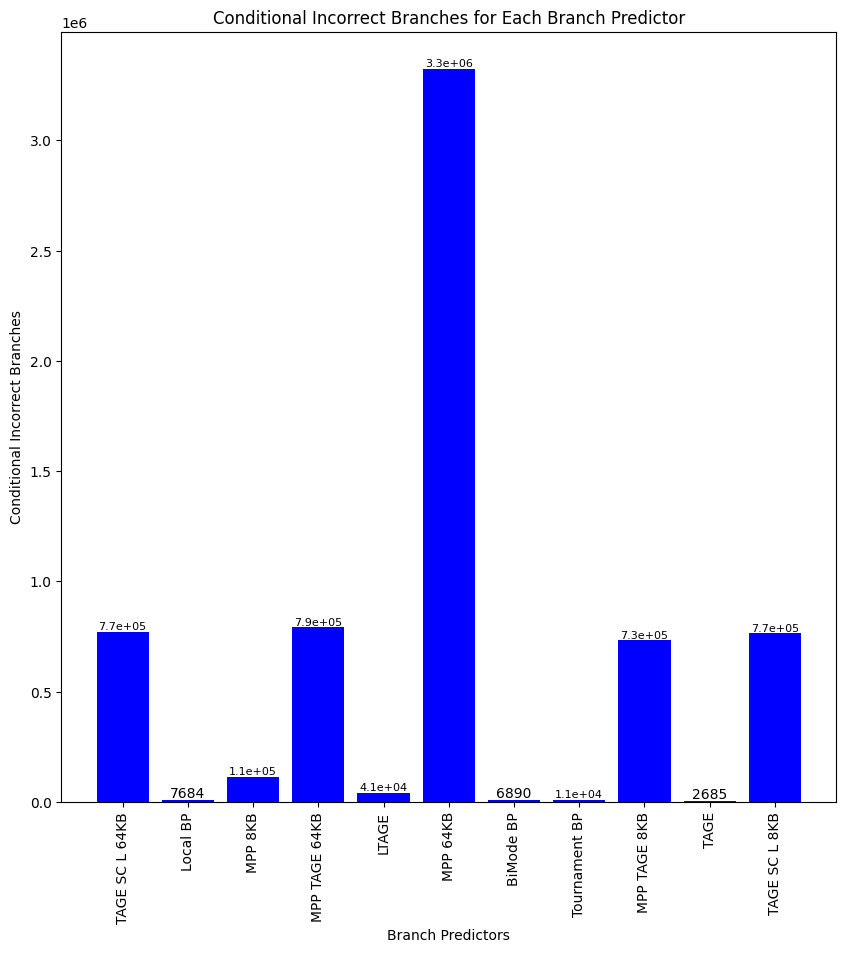 Conditional Incorrect Branches for Each Branch Predictor
1e6
3.3e+06
3.0
2.5
2.0
1.5
1.0
0.5
0.0
Conditional Incorrect Branches
7.7e+05
7684
1.1e+05
7.9e+05
4.1e+04
6890
1.1e+04
7.3e+05
2685
7.7e+05
TAGE SC L 64KB
Local BP
MPP 8KB
MPP TAGE 64KB
LTAGE
MPP 64KB
BiMode BP
Tournament BP
MPP TAGE 8KB
TAGE
TAGE SC L 8KB
Branch Predictors